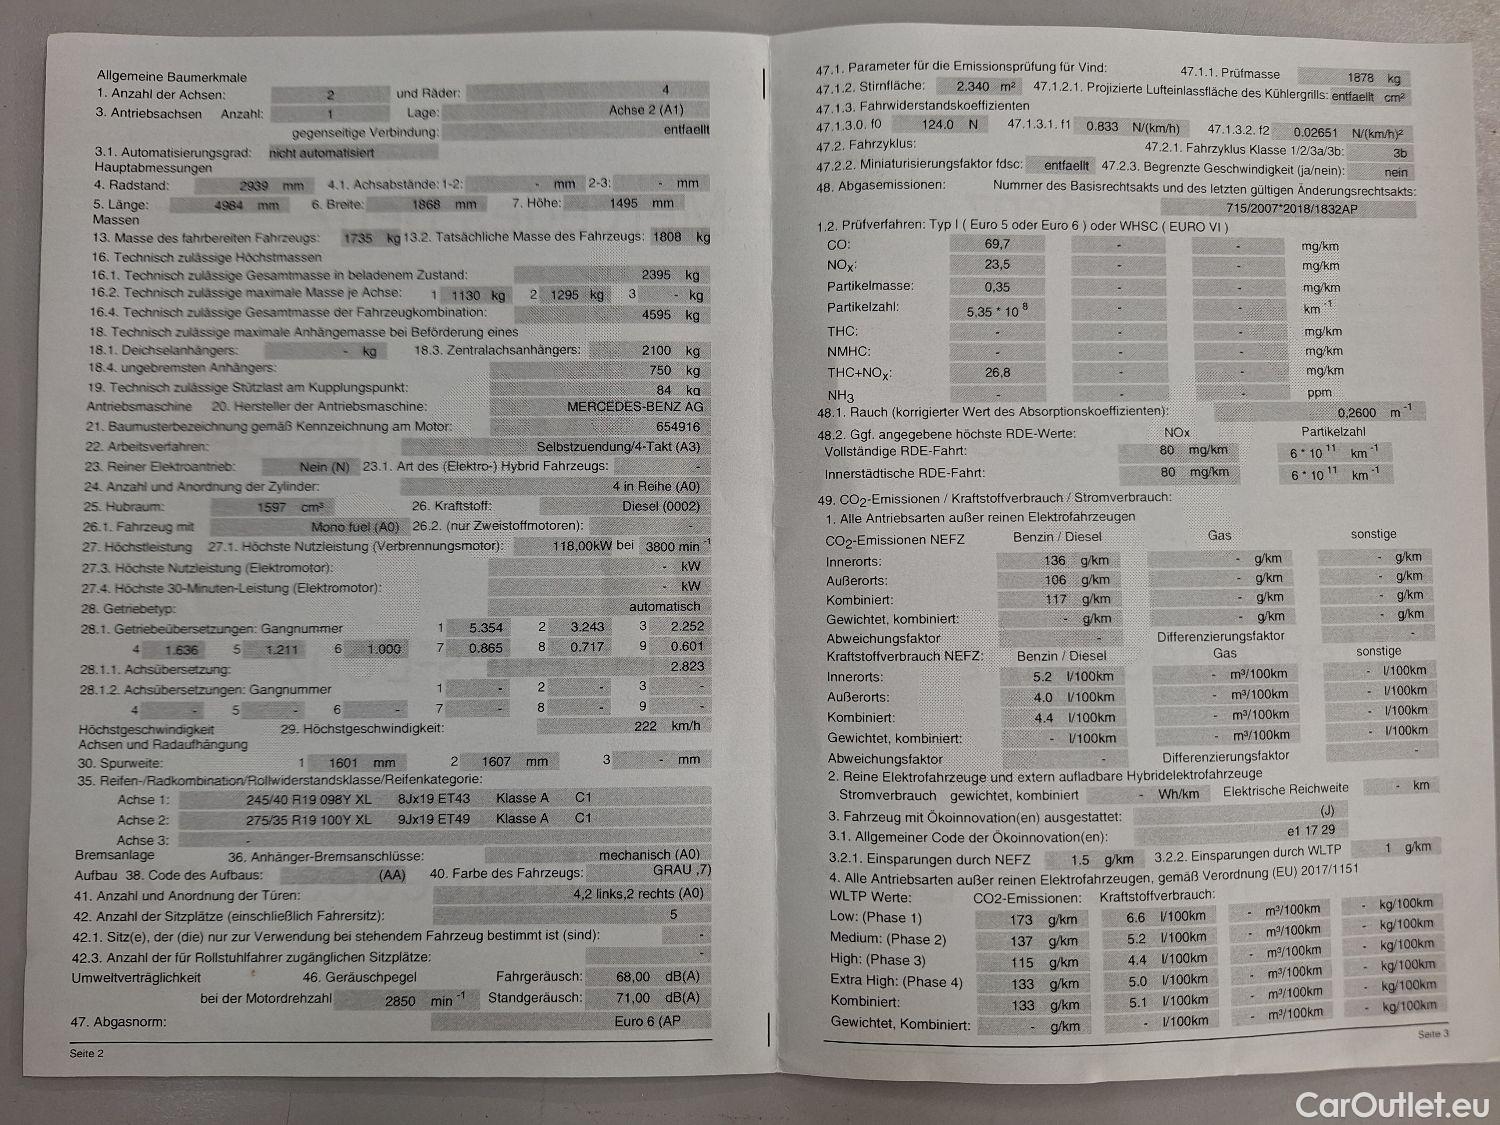 Allgemeine Baumerkmale
1. Anzahl der Achsen: 2 und Räder: 4
3. Antriebsachsen Anzahl: 1 Lage: Achse 2 (A1)
gegenseitige Verbindung: entfaellt
3.1. Automatisierungsgrad: nicht automatisiert
Hauptabmessungen
4. Radstand: 2939 mm 4.1. Achsabstände: 1-2: - mm 2-3: - mm
5. Länge: 4984 mm 6. Breite: 1868 mm 7. Höhe: 1495 mm
Massen
13. Masse des fahrbereiten Fahrzeugs: 1735 kg 13.2. Tatsächliche Masse des Fahrzeugs: 1808 kg
16. Technisch zulässige Höchstmassen
16.1. Technisch zulässige Gesamtmasse in beladenem Zustand: 2395 kg
16.2. Technisch zulässige maximale Masse je Achse: 1 1130 kg 2 1295 kg 3 - kg
16.4. Technisch zulässige Gesamtmasse der Fahrzeugkombination: 4595 kg
18. Technisch zulässige maximale Anhängemasse bei Beförderung eines
18.1. Deichselanhängers: - kg 18.3. Zentralachsanhängers: 2100 kg
18.4. ungebremsten Anhängers: 750 kg
19. Technisch zulässige Stützlast am Kupplungspunkt: 84 kg
Antriebsmaschine 20. Hersteller der Antriebsmaschine: MERCEDES-BENZ AG
21. Baumusterbezeichnung gemäß Kennzeichnung am Motor: 654916
22. Arbeitsverfahren: Selbstzuendung/4-Takt (A3)
23. Reiner Elektroantrieb: Nein (N) 23.1. Art des (Elektro-) Hybrid Fahrzeugs: -
24. Anzahl und Anordnung der Zylinder: 4 in Reihe (A0)
25. Hubraum: 1597 cm³ 26. Kraftstoff: Diesel (0002)
26.1. Fahrzeug mit Mono fuel (A0) 26.2. (nur Zweistoffmotoren): -
27. Höchstleistung 27.1. Höchste Nutzleistung (Verbrennungsmotor): 118,00kW bei 3800 min⁻¹
27.3. Höchste Nutzleistung (Elektromotor): - kW
27.4. Höchste 30-Minuten-Leistung (Elektromotor): - kW
28. Getriebetyp: automatisch
28.1. Getriebeübersetzungen: Gangnummer 1 5.354 2 3.243 3 2.252
4 1.636 5 1.211 6 1.000 7 0.865 8 0.717 9 0.601
28.1.1. Achsübersetzung: 2.823
28.1.2. Achsübersetzungen: Gangnummer 1 - 2 - 3 -
4 - 5 - 6 - 7 - 8 - 9 -
Höchstgeschwindigkeit 29. Höchstgeschwindigkeit: 222 km/h
Achsen und Radaufhängung
30. Spurweite: 1 1601 mm 2 1607 mm 3 - mm
35. Reifen-/Radkombination/Rollwiderstandsklasse/Reifenkategorie:
Achse 1: 245/40 R19 098Y XL 8Jx19 ET43 Klasse A C1
Achse 2: 275/35 R19 100Y XL 9Jx19 ET49 Klasse A C1
Achse 3: -
Bremsanlage 36. Anhänger-Bremsanschlüsse: mechanisch (A0)
Aufbau 38. Code des Aufbaus: (AA) 40. Farbe des Fahrzeugs: GRAU ,7)
41. Anzahl und Anordnung der Türen: 4,2 links,2 rechts (A0)
42. Anzahl der Sitzplätze (einschließlich Fahrersitz): 5
42.1. Sitz(e), der (die) nur zur Verwendung bei stehendem Fahrzeug bestimmt ist (sind): -
42.3. Anzahl der für Rollstuhlfahrer zugänglichen Sitzplätze: -
Umweltverträglichkeit 46. Geräuschpegel Fahrgeräusch: 68,00 dB(A)
bei der Motordrehzahl 2850 min⁻¹ Standgeräusch: 71,00 dB(A)
47. Abgasnorm: Euro 6 (AP
Seite 2
47.1. Parameter für die Emissionsprüfung für Vind: 47.1.1. Prüfmasse 1878 kg
47.1.2. Stirnfläche: 2.340 m² 47.1.2.1. Projizierte Lufteinlassfläche des Kühlergrills: entfaellt cm²
47.1.3. Fahrwiderstandskoeffizienten
47.1.3.0. f0 124.0 N 47.1.3.1. f1 0.833 N/(km/h) 47.1.3.2. f2 0.02651 N/(km/h)²
47.2. Fahrzyklus: 47.2.1. Fahrzyklus Klasse 1/2/3a/3b: 3b
47.2.2. Miniaturisierungsfaktor fdsc: entfaellt 47.2.3. Begrenzte Geschwindigkeit (ja/nein): nein
48. Abgasemissionen: Nummer des Basisrechtsakts und des letzten gültigen Änderungsrechtsakts:
715/2007*2018/1832AP
1.2. Prüfverfahren: Typ I ( Euro 5 oder Euro 6 ) oder WHSC ( EURO VI )
CO: 69,7 - - mg/km
NOx: 23,5 - - mg/km
Partikelmasse: 0,35 - - mg/km
Partikelzahl: 5,35 * 10⁸ - - km⁻¹
THC: - - - mg/km
NMHC: - - - mg/km
THC+NOx: 26,8 - - mg/km
NH3 - - - ppm
48.1. Rauch (korrigierter Wert des Absorptionskoeffizienten): 0,2600 m⁻¹
48.2. Ggf. angegebene höchste RDE-Werte: NOx Partikelzahl
Vollständige RDE-Fahrt: 80 mg/km 6 * 10¹¹ km⁻¹
Innerstädtische RDE-Fahrt: 80 mg/km 6 * 10¹¹ km⁻¹
49. CO2-Emissionen / Kraftstoffverbrauch / Stromverbrauch:
1. Alle Antriebsarten außer reinen Elektrofahrzeugen
CO2-Emissionen NEFZ Benzin / Diesel Gas sonstige
Innerorts: 136 g/km - g/km - g/km
Außerorts: 106 g/km - g/km - g/km
Kombiniert: 117 g/km - g/km - g/km
Gewichtet, kombiniert: - g/km - g/km - g/km
Abweichungsfaktor - Differenzierungsfaktor -
Kraftstoffverbrauch NEFZ: Benzin / Diesel Gas sonstige
Innerorts: 5.2 l/100km - m³/100km - l/100km
Außerorts: 4.0 l/100km - m³/100km - l/100km
Kombiniert: 4.4 l/100km - m³/100km - l/100km
Gewichtet, kombiniert: - l/100km - m³/100km - l/100km
Abweichungsfaktor - Differenzierungsfaktor -
2. Reine Elektrofahrzeuge und extern aufladbare Hybridelektrofahrzeuge
Stromverbrauch gewichtet, kombiniert - Wh/km Elektrische Reichweite - km
3. Fahrzeug mit Ökoinnovation(en) ausgestattet: (J)
3.1. Allgemeiner Code der Ökoinnovation(en): e1 17 29
3.2.1. Einsparungen durch NEFZ 1.5 g/km 3.2.2. Einsparungen durch WLTP 1 g/km
4. Alle Antriebsarten außer reinen Elektrofahrzeugen, gemäß Verordnung (EU) 2017/1151
WLTP Werte: CO2-Emissionen: Kraftstoffverbrauch:
Low: (Phase 1) 173 g/km 6.6 l/100km - m³/100km - kg/100km
Medium: (Phase 2) 137 g/km 5.2 l/100km - m³/100km - kg/100km
High: (Phase 3) 115 g/km 4.4 l/100km - m³/100km - kg/100km
Extra High: (Phase 4) 133 g/km 5.0 l/100km - m³/100km - kg/100km
Kombiniert: 133 g/km 5.1 l/100km - m³/100km - kg/100km
Gewichtet, Kombiniert: - g/km - l/100km - m³/100km - kg/100km
Seite 3
CarOutlet.eu